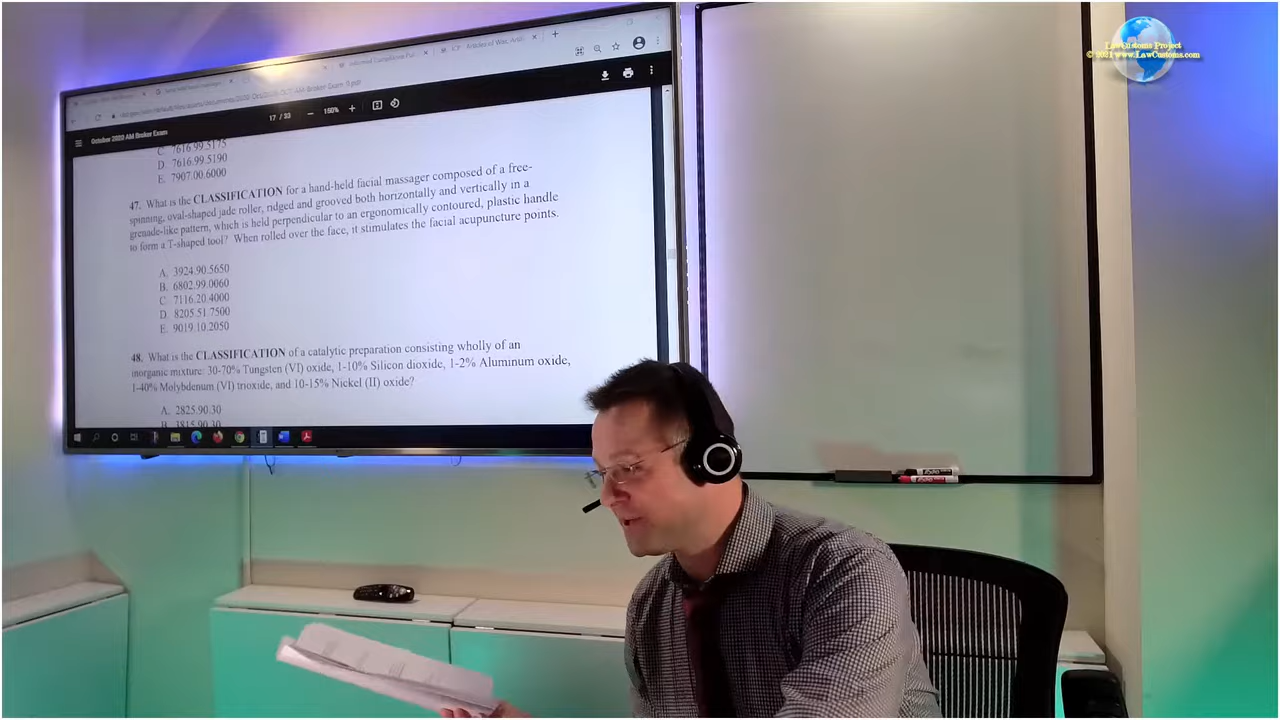 LawCustoms Project
© 2021 www.LawCustoms.com
October 2020 AM Broker Exam
17 / 33
150%
C. 7616.99.5175
D. 7616.99.5190
E. 7907.00.6000
47. What is the CLASSIFICATION for a hand-held facial massager composed of a free-
spinning, oval-shaped jade roller, ridged and grooved both horizontally and vertically in a
grenade-like pattern, which is held perpendicular to an ergonomically contoured, plastic handle
to form a T-shaped tool? When rolled over the face, it stimulates the facial acupuncture points.
A. 3924.90.5650
B. 6802.99.0060
C. 7116.20.4000
D. 8205.51.7500
E. 9019.10.2050
48. What is the CLASSIFICATION of a catalytic preparation consisting wholly of an
inorganic mixture: 30-70% Tungsten (VI) oxide, 1-10% Silicon dioxide, 1-2% Aluminum oxide,
1-40% Molybdenum (VI) trioxide, and 10-15% Nickel (II) oxide?
A. 2825.90.30
B. 3815.90.30